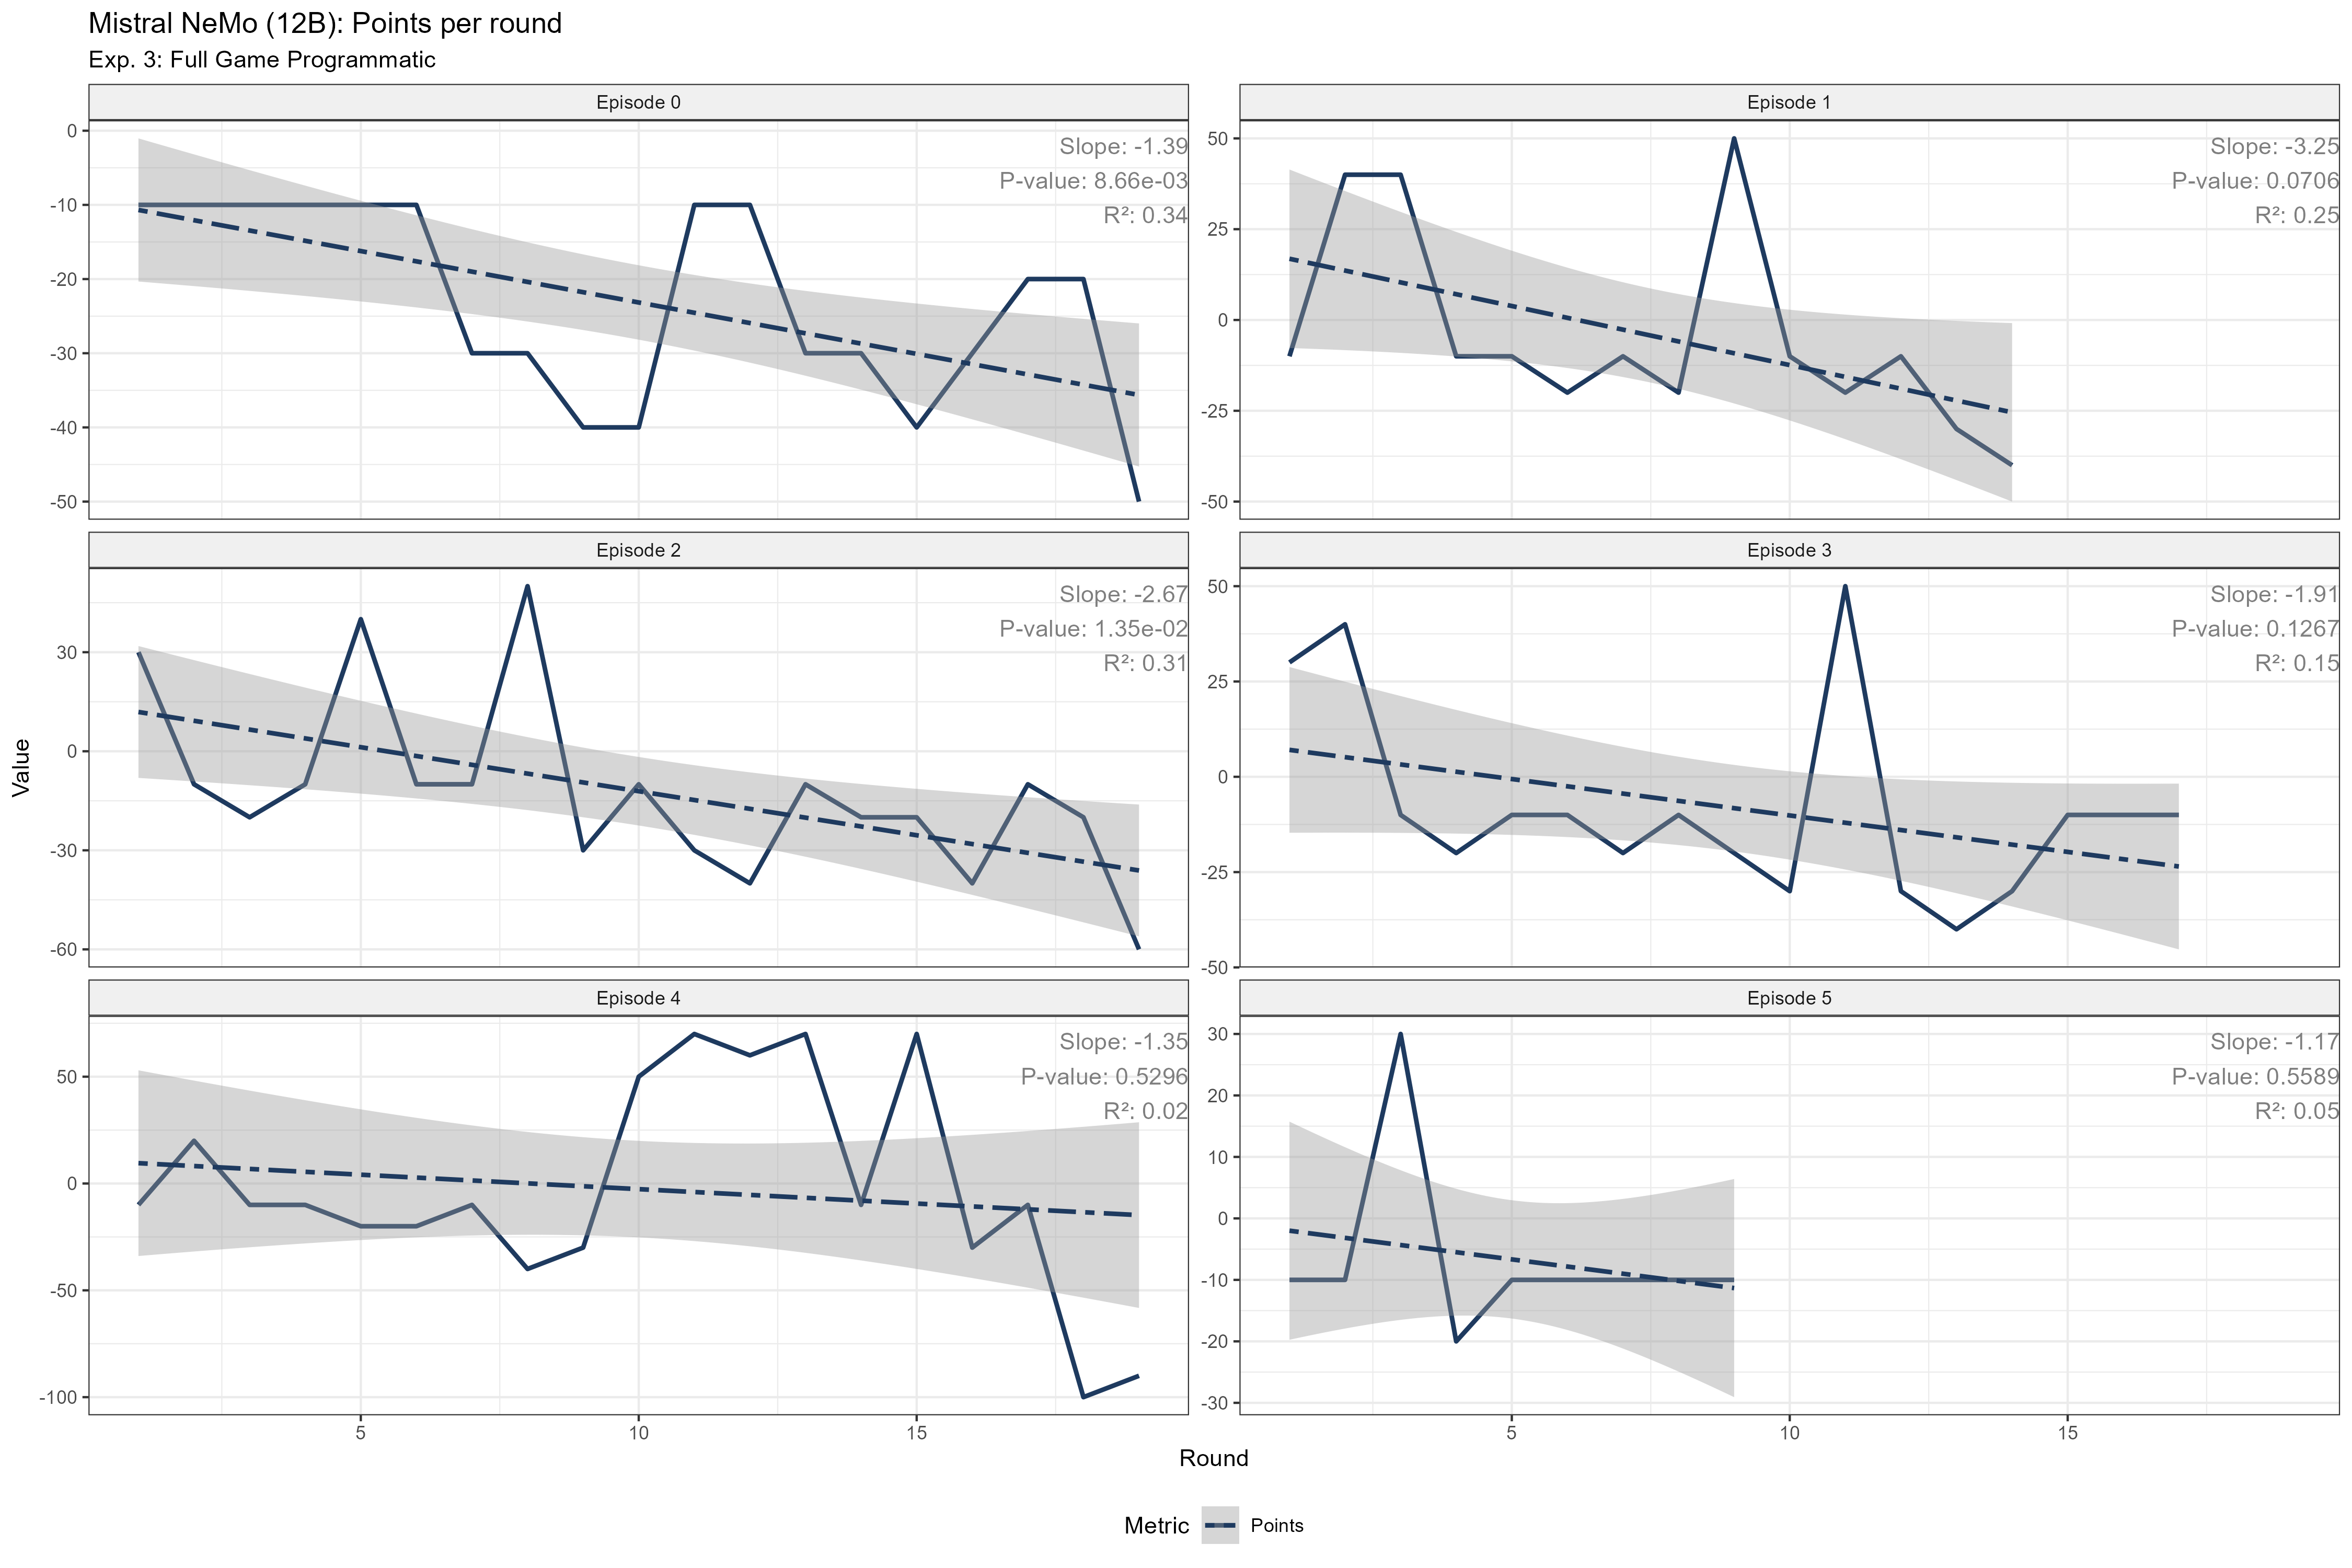 Mistral NeMo (12B): Points per round
Exp. 3: Full Game Programmatic
Episode 0
0
-10
-20
-30
-40
-50
Slope: -1.39
P-value: 8.66e-03
R²: 0.34
Episode 1
50
25
0
-25
-50
Slope: -3.25
P-value: 0.0706
R²: 0.25
Episode 2
30
0
-30
-60
Slope: -2.67
P-value: 1.35e-02
R²: 0.31
Episode 3
50
25
0
-25
-50
Slope: -1.91
P-value: 0.1267
R²: 0.15
Episode 4
50
0
-50
-100
Slope: -1.35
P-value: 0.5296
R²: 0.02
5
10
15
Episode 5
30
20
10
0
-10
-20
-30
Slope: -1.17
P-value: 0.5589
R²: 0.05
5
10
15
Value
Round
Metric
Points